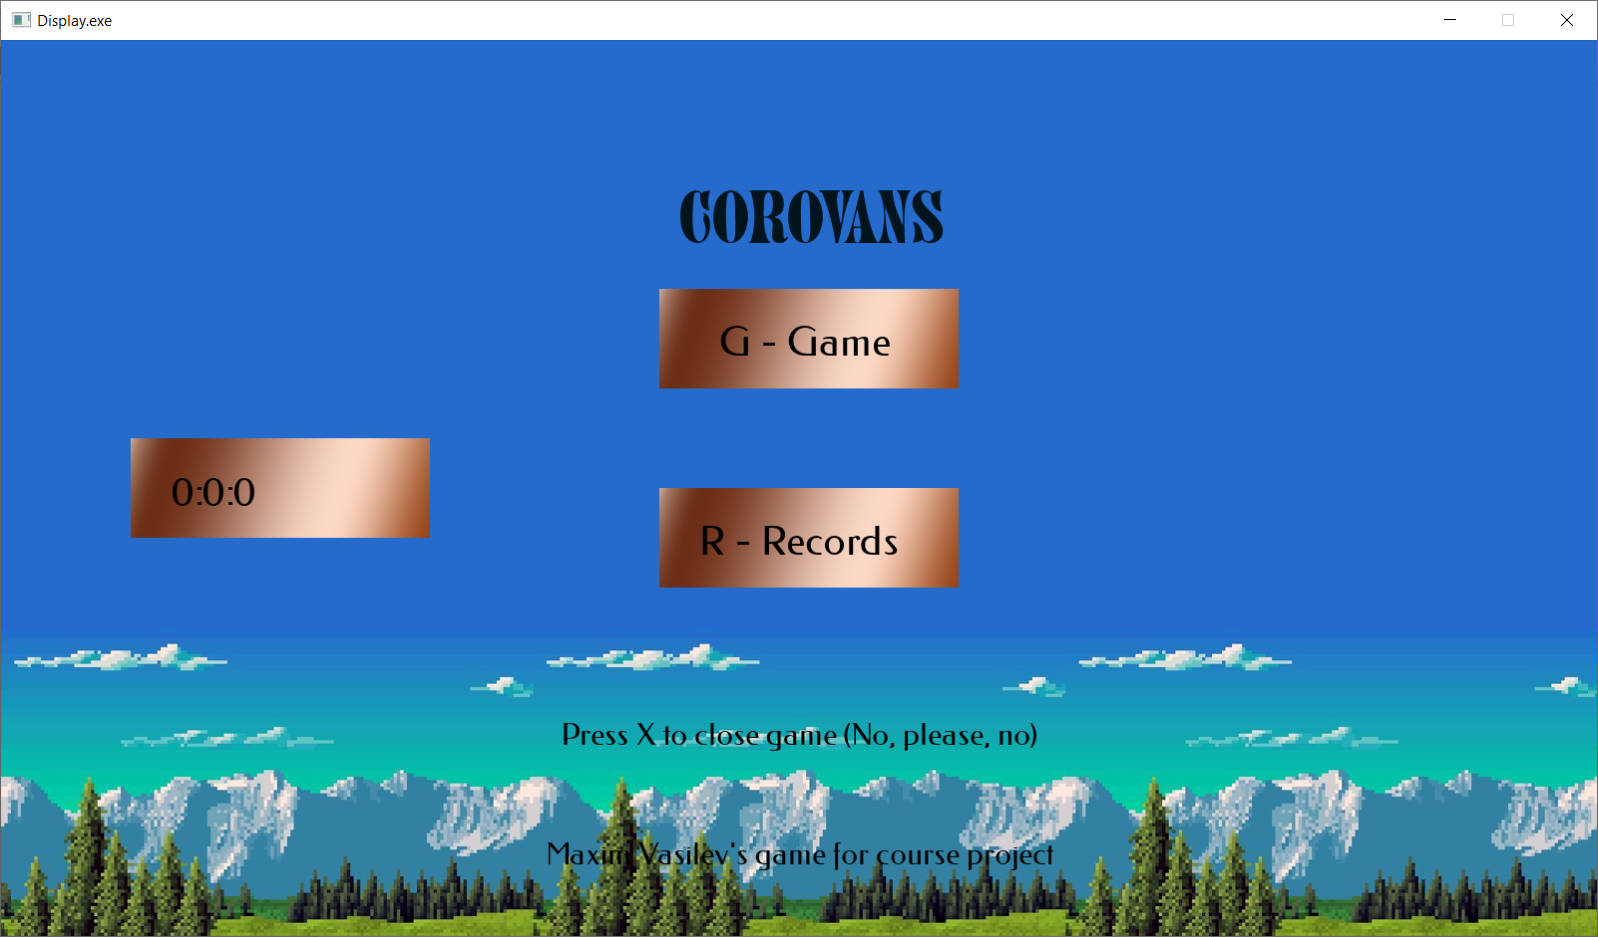 Display.exe
COROVANS
G - Game
0:0:0
R - Records
Press X to close game (No, please, no)
Maxim Vasilev's game for course project